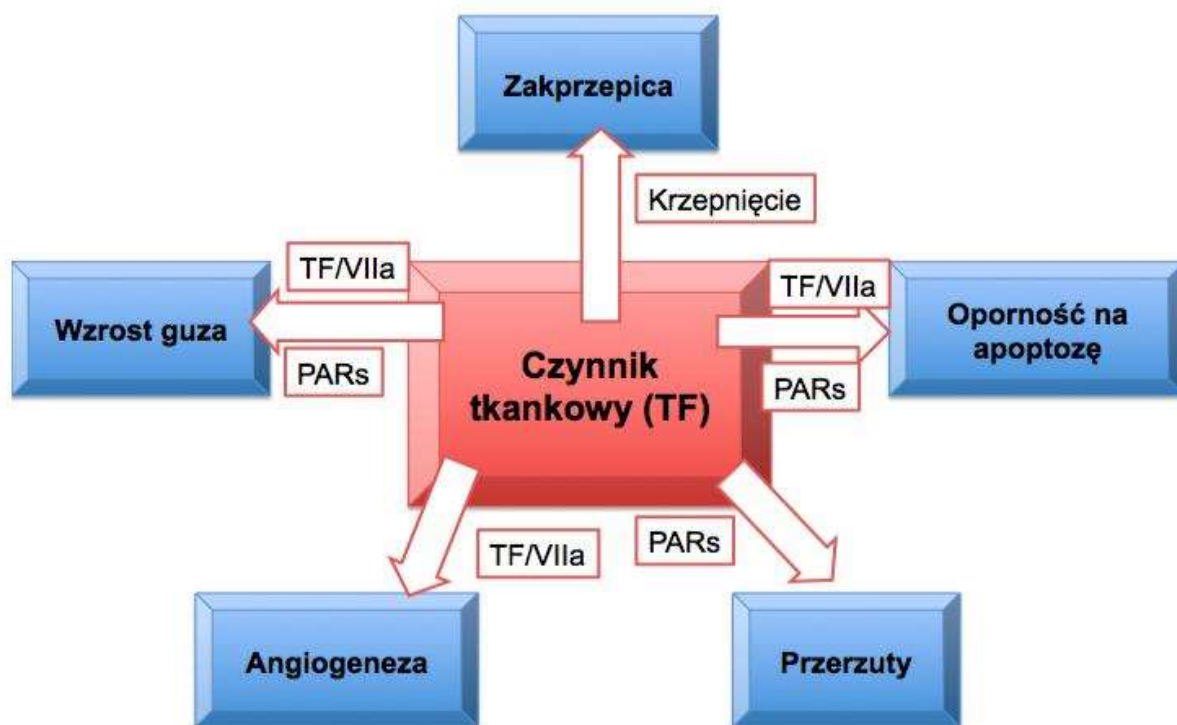 Zakprzepica
Krzepnięcie
TF/VIIa
TF/VIIa
Wzrost guza
Oporność na
apoptozę
PARs
PARs
Czynnik
tkankowy (TF)
TF/VIIa
PARs
Angiogeneza
Przerzuty